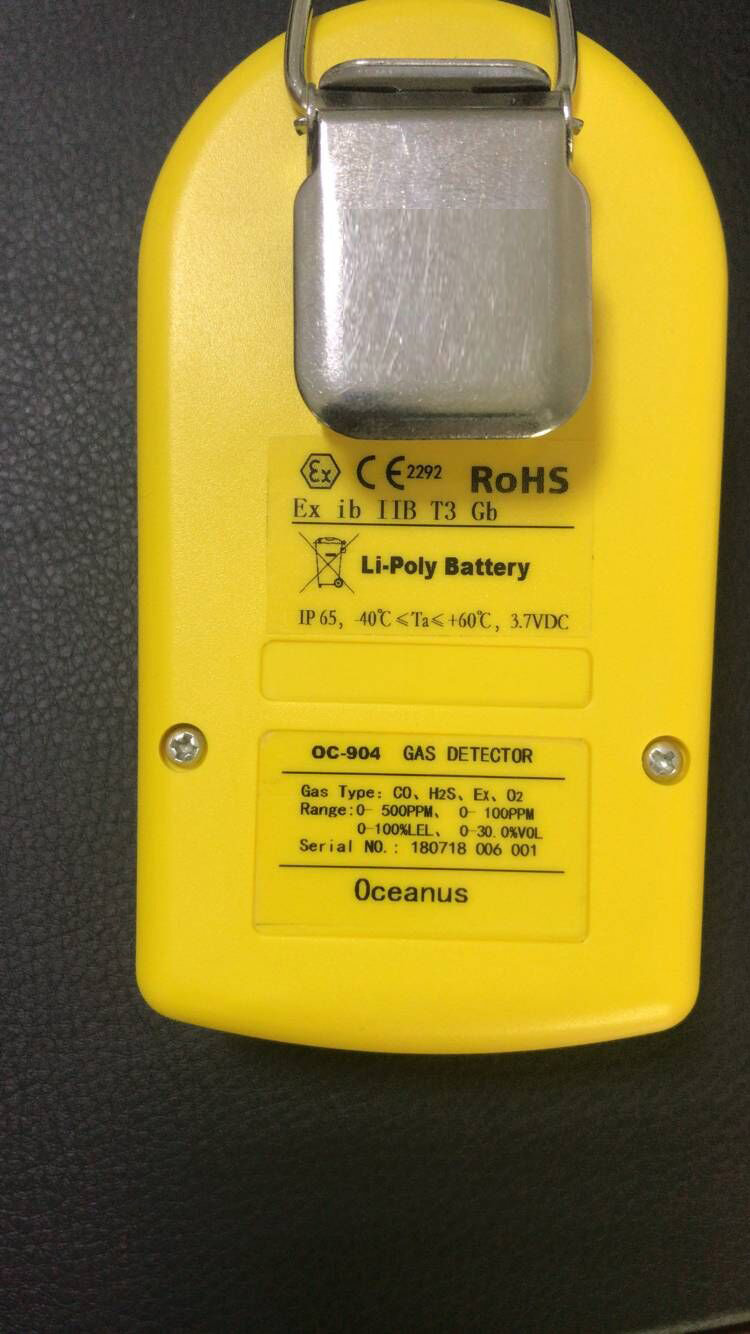 Ex CE 2292 RoHS
Ex ib IIB T3 Gb
Li-Poly Battery
IP 65, -40℃≤Ta≤+60℃, 3.7VDC
OC-904 GAS DETECTOR
Gas Type: CO、H2S、Ex、O2
Range:0- 500PPM、 0- 100PPM
0-100%LEL、 0-30.0%VOL
Serial NO.: 180718 006 001
Oceanus